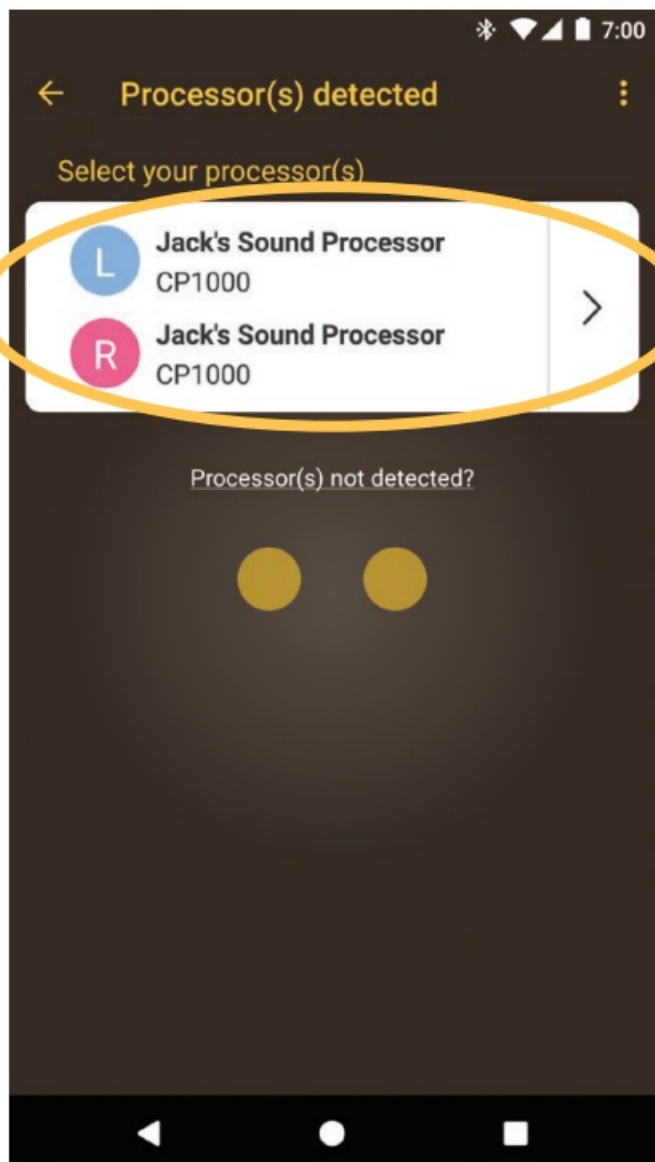 7:00
Processor(s) detected
Select your processor(s)
L
Jack's Sound Processor
CP1000
R
Jack's Sound Processor
CP1000
Processor(s) not detected?